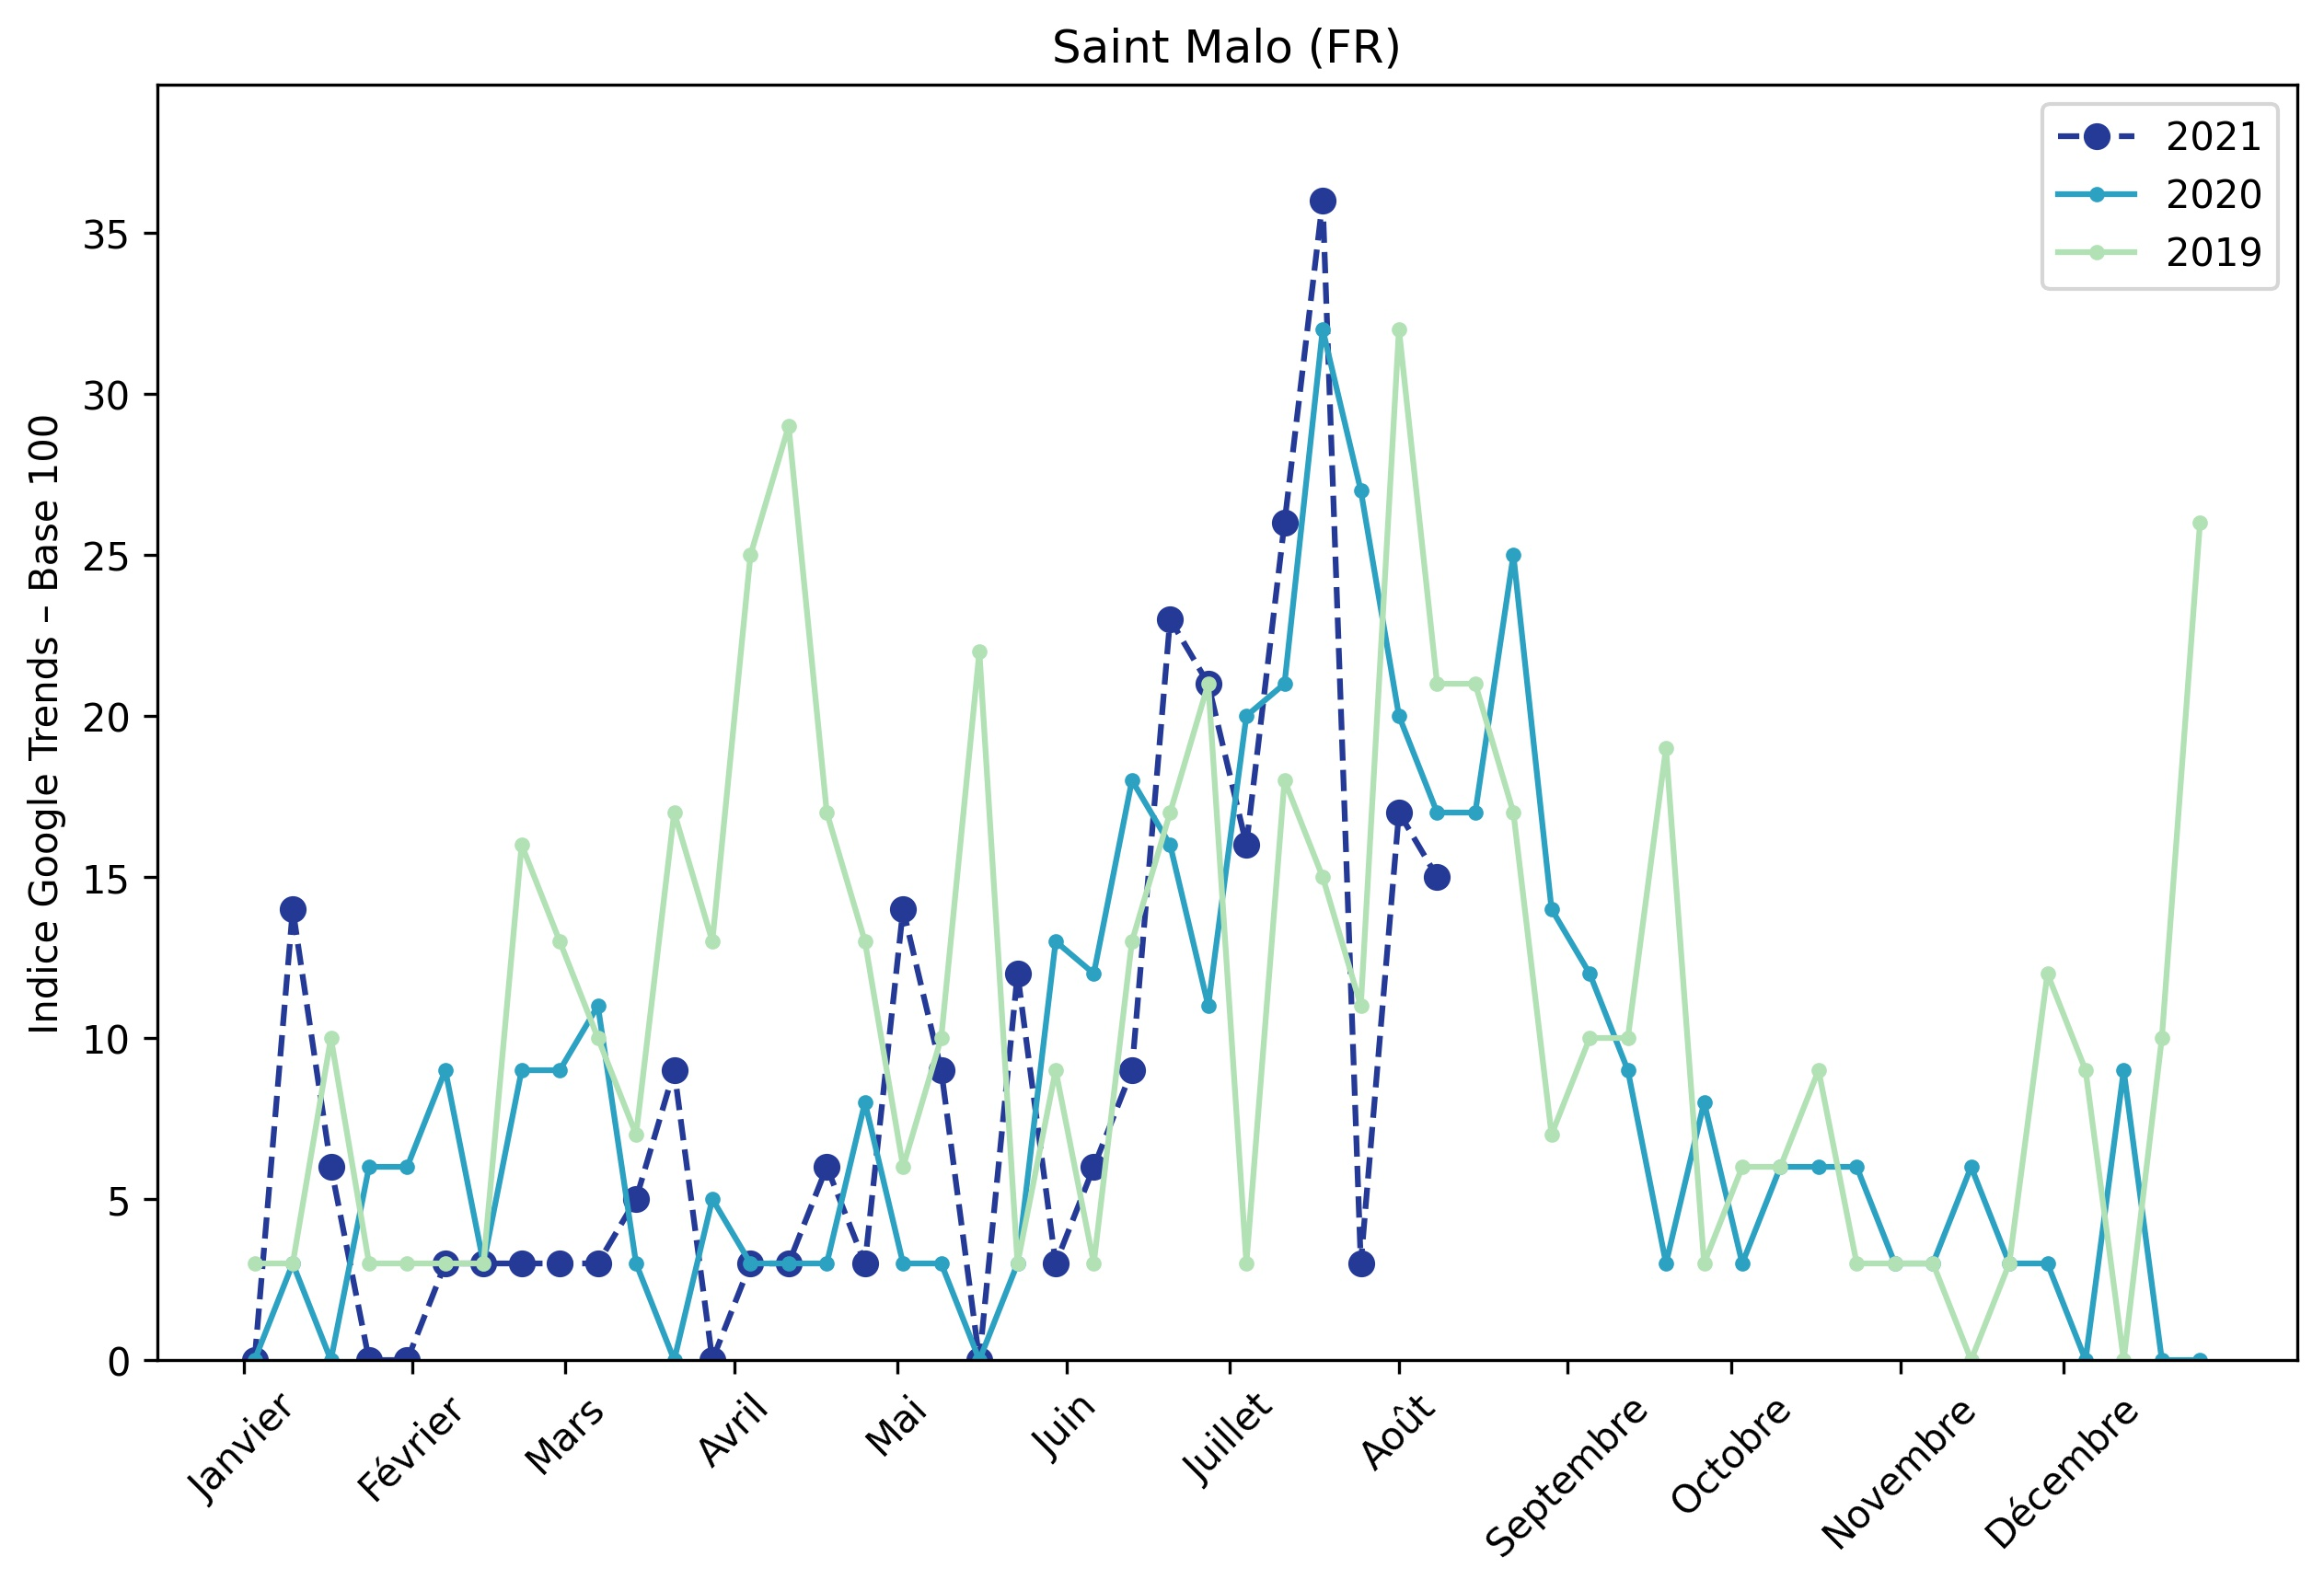 Saint Malo (FR)
Indice Google Trends – Base 100
35
30
25
20
15
10
5
0
2021
2020
2019
Janvier
Février
Mars
Avril
Mai
Juin
Juillet
Août
Septembre
Octobre
Novembre
Décembre